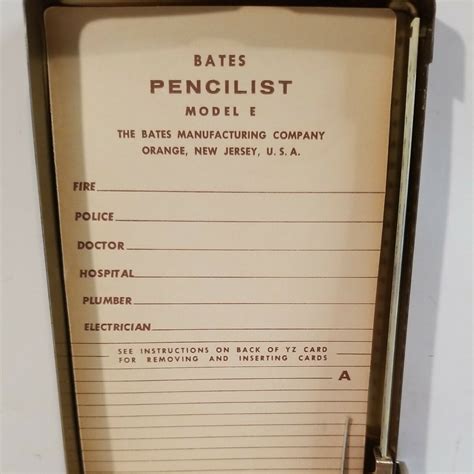 BATES
PENCILIST
MODEL E
THE BATES MANUFACTURING COMPANY
ORANGE, NEW JERSEY, U. S. A.
FIRE
POLICE
DOCTOR
HOSPITAL
PLUMBER
ELECTRICIAN
SEE INSTRUCTIONS ON BACK OF YZ CARD
FOR REMOVING AND INSERTING CARDS
A